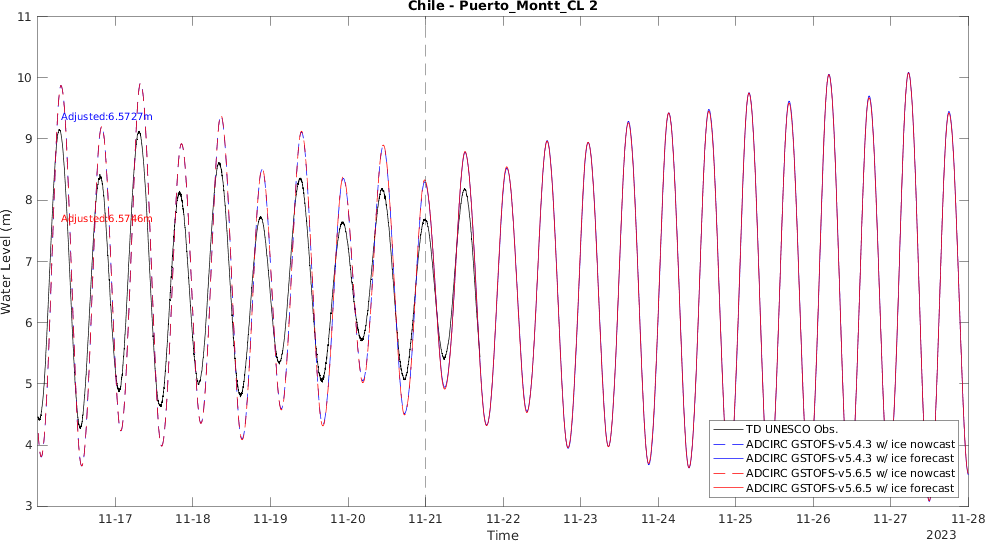 Chile - Puerto_Montt_CL 2
11
10
9
8
7
6
5
4
3
Water Level (m)
Adjusted:6.5727m
Adjusted:6.5746m
TD UNESCO Obs.
ADCIRC GSTOFS-v5.4.3 w/ ice nowcast
ADCIRC GSTOFS-v5.4.3 w/ ice forecast
ADCIRC GSTOFS-v5.6.5 w/ ice nowcast
ADCIRC GSTOFS-v5.6.5 w/ ice forecast
11-17 11-18 11-19 11-20 11-21 11-22 11-23 11-24 11-25 11-26 11-27 11-28
Time
2023